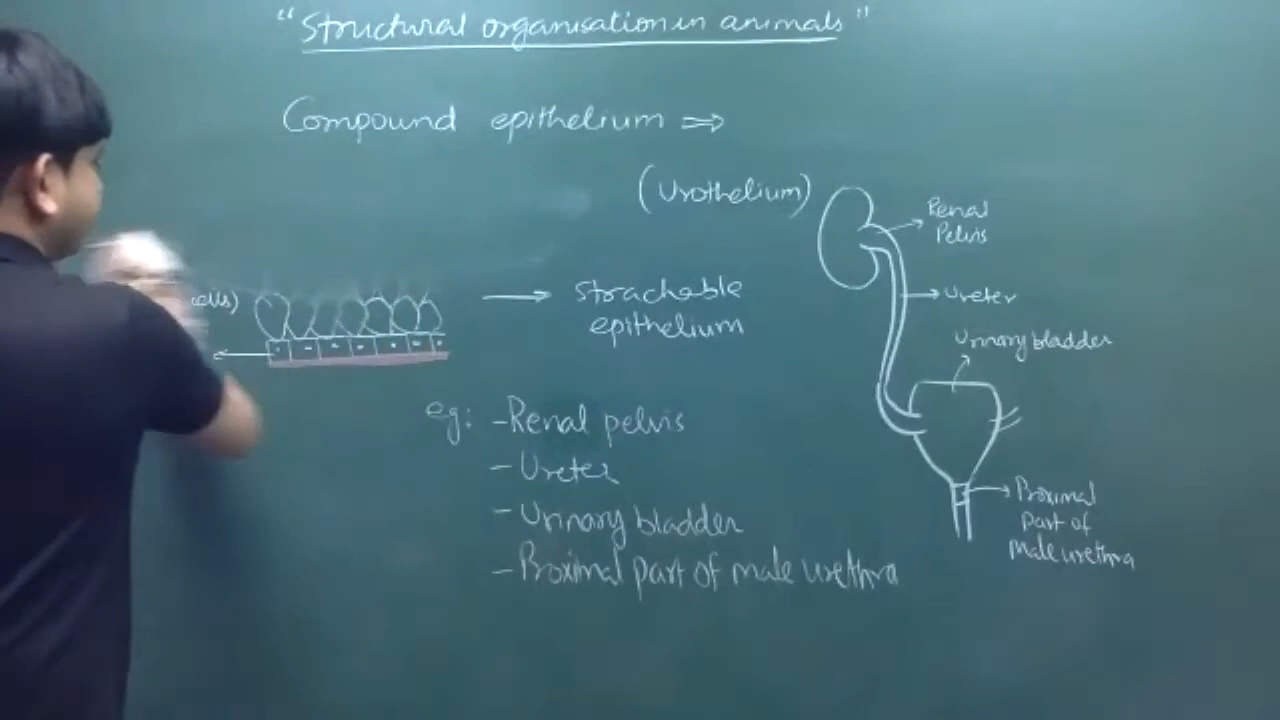 "Structural organisation in animals"
Compound epithelium ⇒
(Urothelium)
Renal
Pelvis
cells)
→ Strachable
epithelium
Ureter
Urinary bladder
eg: - Renal pelvis
- Ureter
- Urinary bladder
- Proximal part of male urethra
Proximal
part of
male urethra